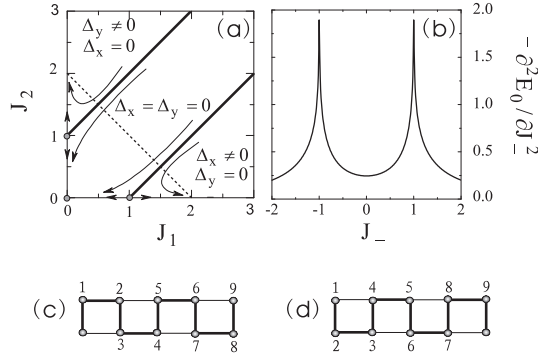 (a)
3
2
1
0
J₂
Δy ≠ 0
Δx = 0
Δx = Δy = 0
Δx ≠ 0
Δy = 0
0 1 2 3
J₁
(b)
2.0
1.5
1.0
0.5
0.0
− ∂²E₀/∂J₋²
-2 -1 0 1 2
J₋
(c)
1 2 5 6 9
3 4 7 8
(d)
1 4 5 8 9
2 3 6 7